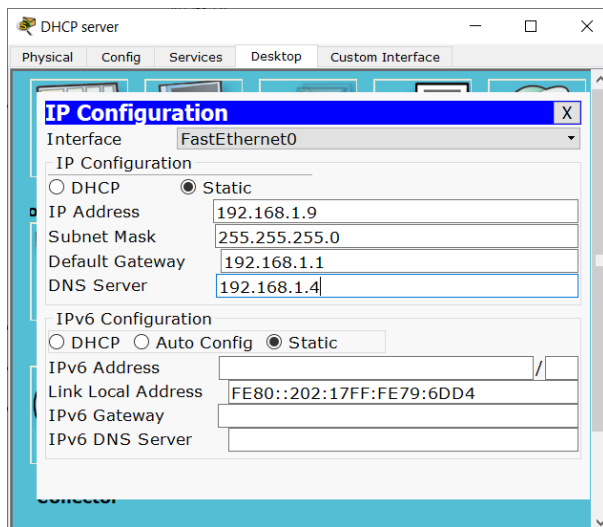 DHCP server
Physical Config Services Desktop Custom Interface
IP Configuration X
Interface FastEthernet0
IP Configuration
DHCP Static
IP Address 192.168.1.9
Subnet Mask 255.255.255.0
Default Gateway 192.168.1.1
DNS Server 192.168.1.4
IPv6 Configuration
DHCP Auto Config Static
IPv6 Address /
Link Local Address FE80::202:17FF:FE79:6DD4
IPv6 Gateway
IPv6 DNS Server
Collector